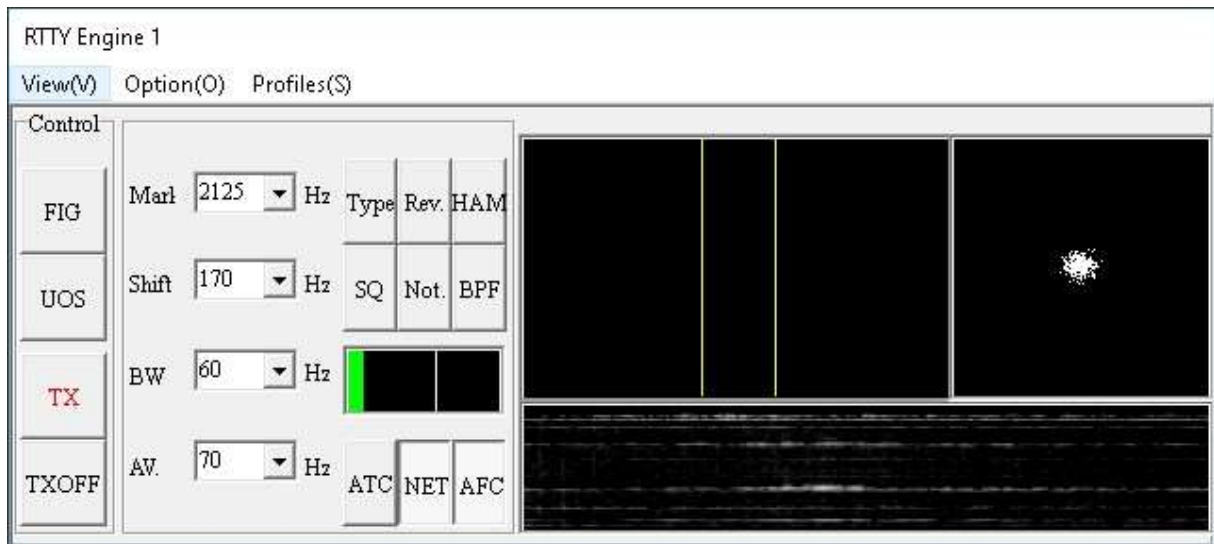 RTTY Engine 1
View(V) Option(O) Profiles(S)
Control
FIG
UOS
TX
TXOFF
Marl 2125 Hz
Shift 170 Hz
BW 60 Hz
AV. 70 Hz
Type Rev. HAM
SQ Not. BPF
ATC NET AFC